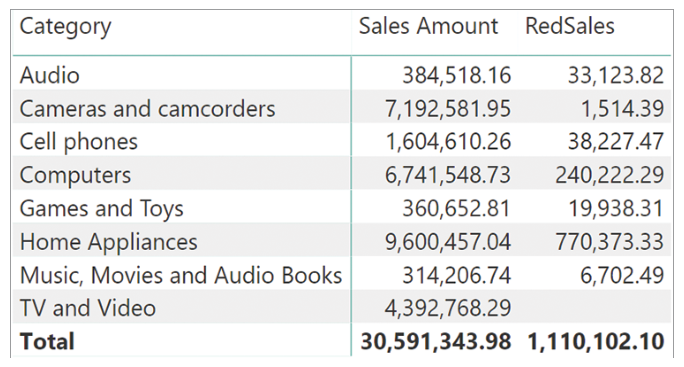 Category Sales Amount RedSales
Audio 384,518.16 33,123.82
Cameras and camcorders 7,192,581.95 1,514.39
Cell phones 1,604,610.26 38,227.47
Computers 6,741,548.73 240,222.29
Games and Toys 360,652.81 19,938.31
Home Appliances 9,600,457.04 770,373.33
Music, Movies and Audio Books 314,206.74 6,702.49
TV and Video 4,392,768.29
Total 30,591,343.98 1,110,102.10